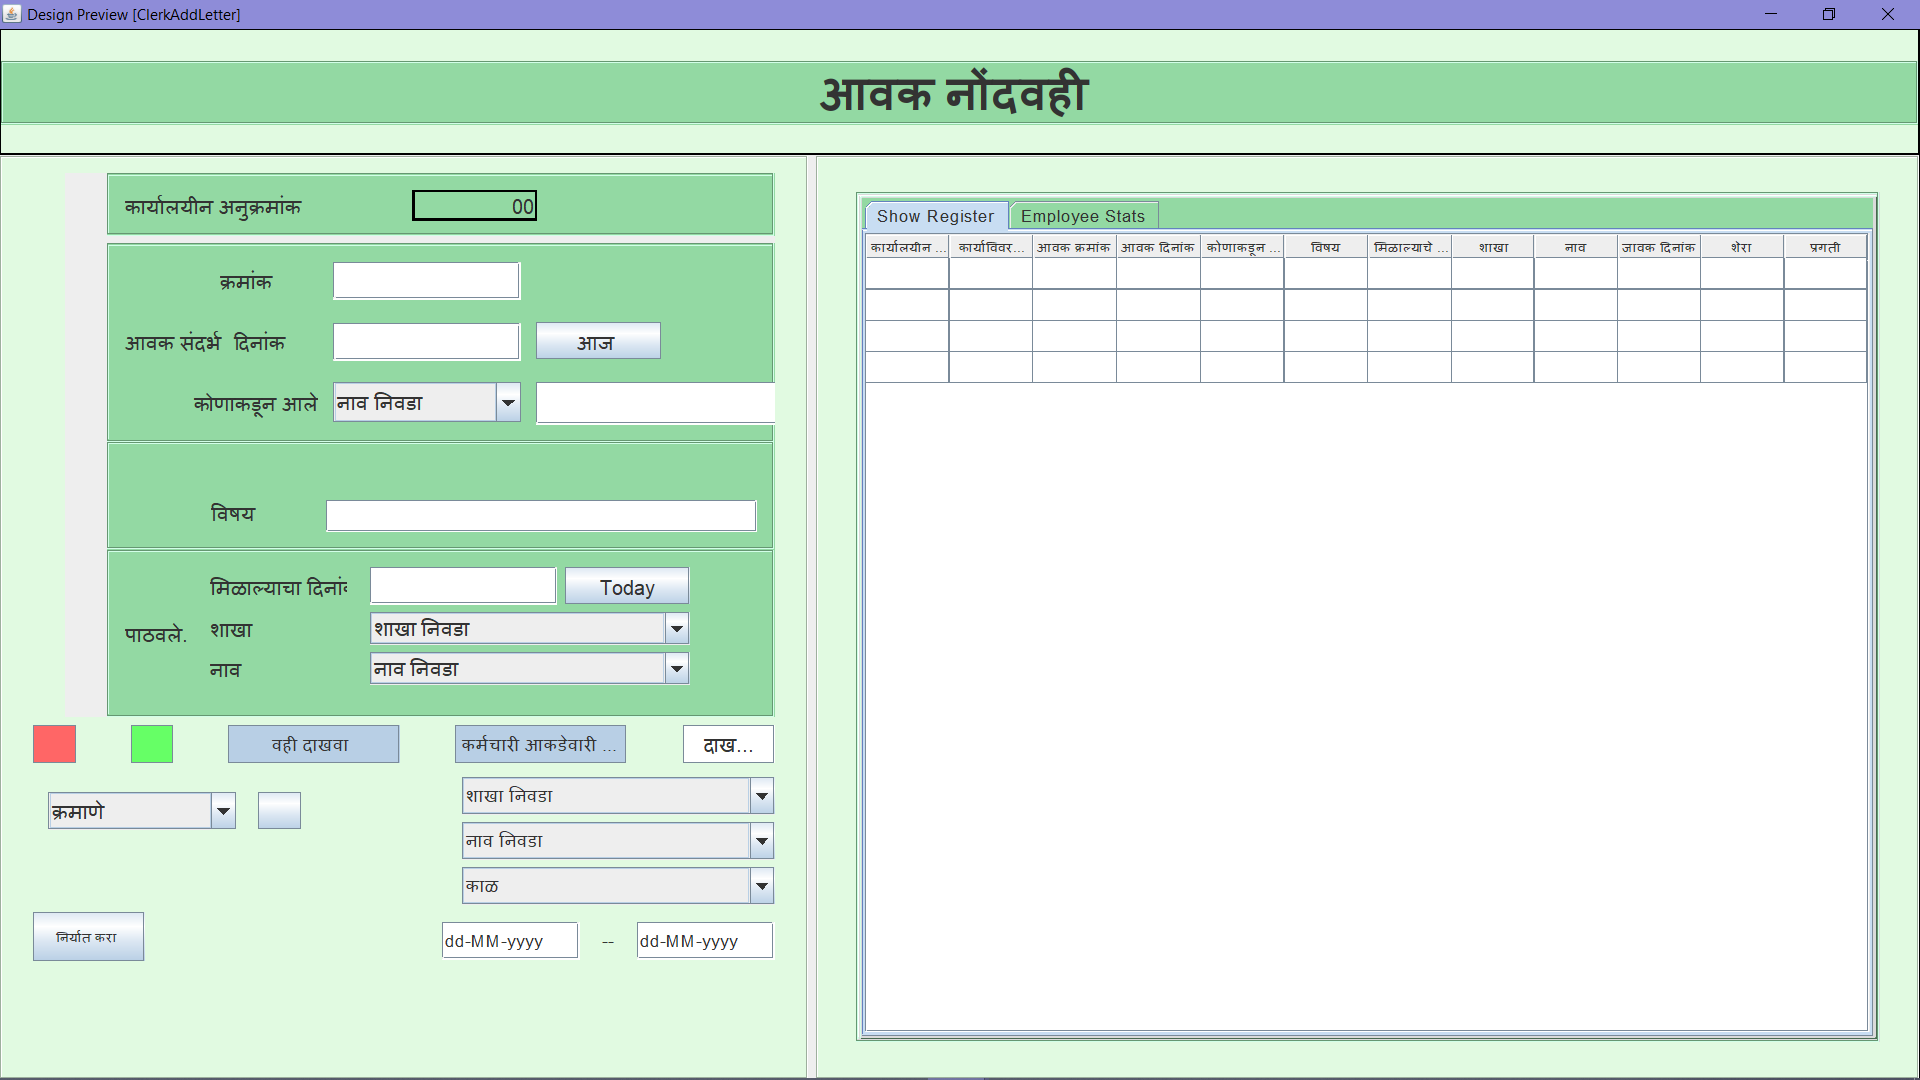 Design Preview [ClerkAddLetter]
आवक नोंदवही
कार्यालयीन अनुक्रमांक 00
क्रमांक
आवक संदर्भ दिनांक आज
कोणाकडून आले नाव निवडा
विषय
मिळाल्याचा दिनां Today
पाठवले. शाखा शाखा निवडा
नाव नाव निवडा
वही दाखवा कर्मचारी आकडेवारी ... दाख...
क्रमाणे
शाखा निवडा
नाव निवडा
काळ
निर्यात करा
dd-MM-yyyy -- dd-MM-yyyy
Show Register Employee Stats
कार्यालयीन ... कार्याविवर... आवक क्रमांक आवक दिनांक कोणाकडून ... विषय मिळाल्याचे ... शाखा नाव जावक दिनांक शेरा प्रगती